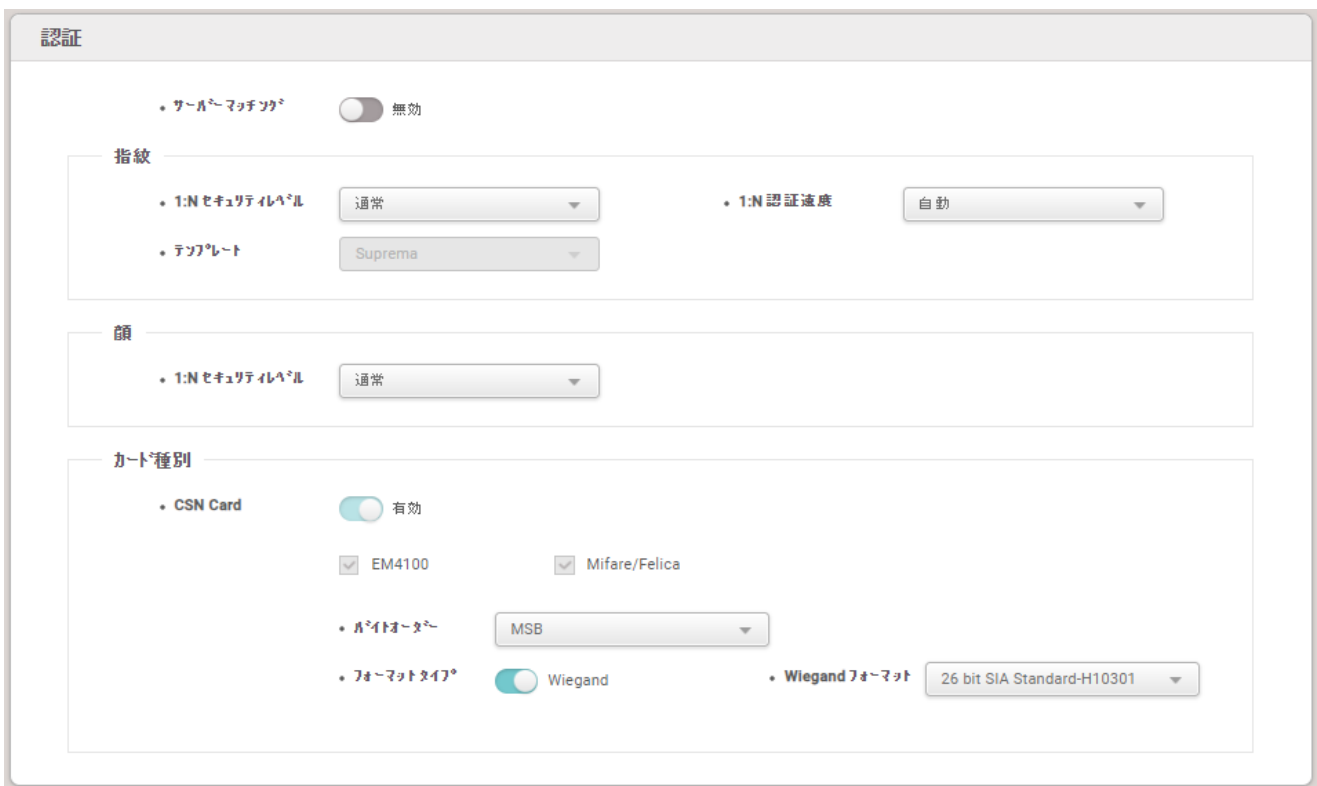 認証
• サーバーマッチング 無効
指紋
• 1:N セキュリティレベル 通常 • 1:N 認証速度 自動
• テンプレート Suprema
顔
• 1:N セキュリティレベル 通常
カード種別
• CSN Card 有効
EM4100 Mifare/Felica
• バイトオーダー MSB
• フォーマットタイプ Wiegand • Wiegand フォーマット 26 bit SIA Standard-H10301